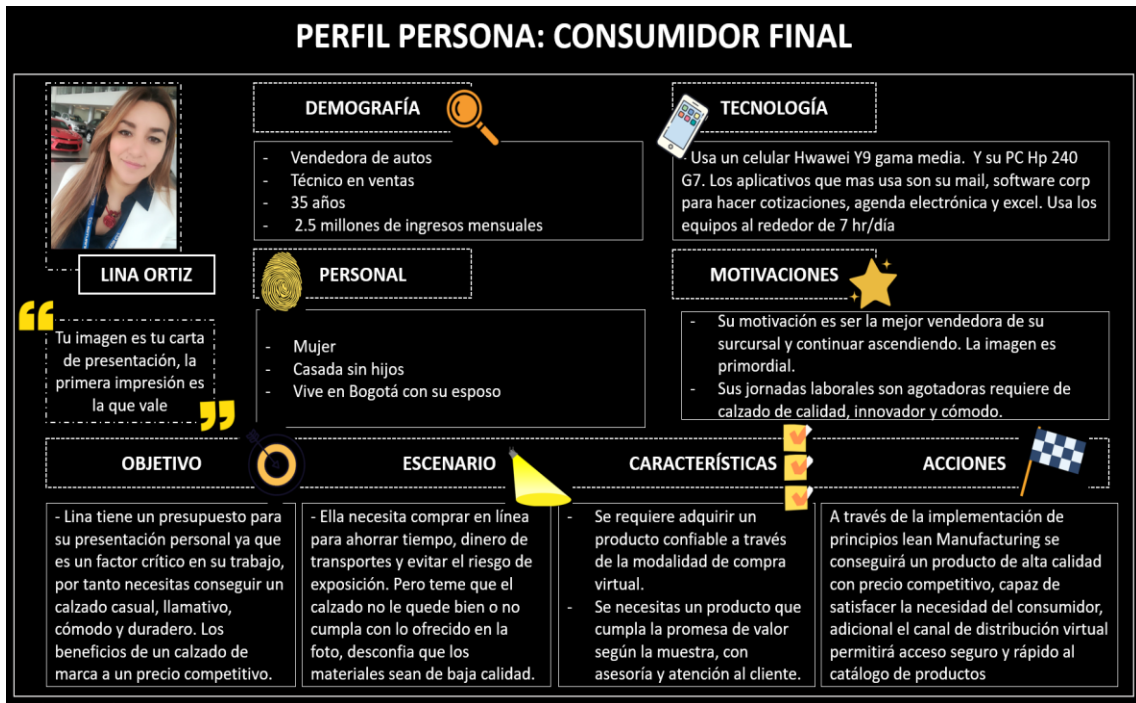 PERFIL PERSONA: CONSUMIDOR FINAL
LINA ORTIZ
Tu imagen es tu carta
de presentación, la
primera impresión es
la que vale
DEMOGRAFÍA
- Vendedora de autos
- Técnico en ventas
- 35 años
- 2.5 millones de ingresos mensuales
TECNOLOGÍA
- Usa un celular Hwawei Y9 gama media. Y su PC Hp 240
G7. Los aplicativos que mas usa son su mail, software corp
para hacer cotizaciones, agenda electrónica y excel. Usa los
equipos al rededor de 7 hr/día
PERSONAL
- Mujer
- Casada sin hijos
- Vive en Bogotá con su esposo
MOTIVACIONES
- Su motivación es ser la mejor vendedora de su
surcursal y continuar ascendiendo. La imagen es
primordial.
- Sus jornadas laborales son agotadoras requiere de
calzado de calidad, innovador y cómodo.
OBJETIVO
- Lina tiene un presupuesto para
su presentación personal ya que
es un factor crítico en su trabajo,
por tanto necesitas conseguir un
calzado casual, llamativo,
cómodo y duradero. Los
beneficios de un calzado de
marca a un precio competitivo.
ESCENARIO
- Ella necesita comprar en línea
para ahorrar tiempo, dinero de
transportes y evitar el riesgo de
exposición. Pero teme que el
calzado no le quede bien o no
cumpla con lo ofrecido en la
foto, desconfia que los
materiales sean de baja calidad.
CARACTERÍSTICAS
- Se requiere adquirir un
producto confiable a través
de la modalidad de compra
virtual.
- Se necesitas un producto que
cumpla la promesa de valor
según la muestra, con
asesoría y atención al cliente.
ACCIONES
A través de la implementación de
principios lean Manufacturing se
conseguirá un producto de alta calidad
con precio competitivo, capaz de
satisfacer la necesidad del consumidor,
adicional el canal de distribución virtual
permitirá acceso seguro y rápido al
catálogo de productos